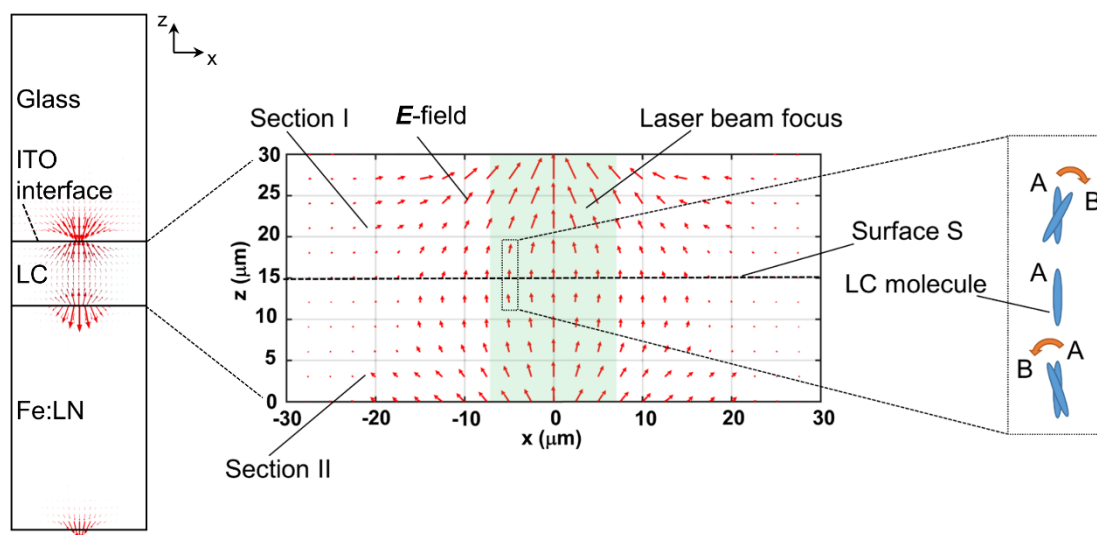 z
x
Glass
ITO
interface
LC
Fe:LN
Section I
E-field
Laser beam focus
30
25
20
15
10
5
0
z (μm)
-30 -20 -10 0 10 20 30
x (μm)
Section II
Surface S
LC molecule
A
B
A
B A